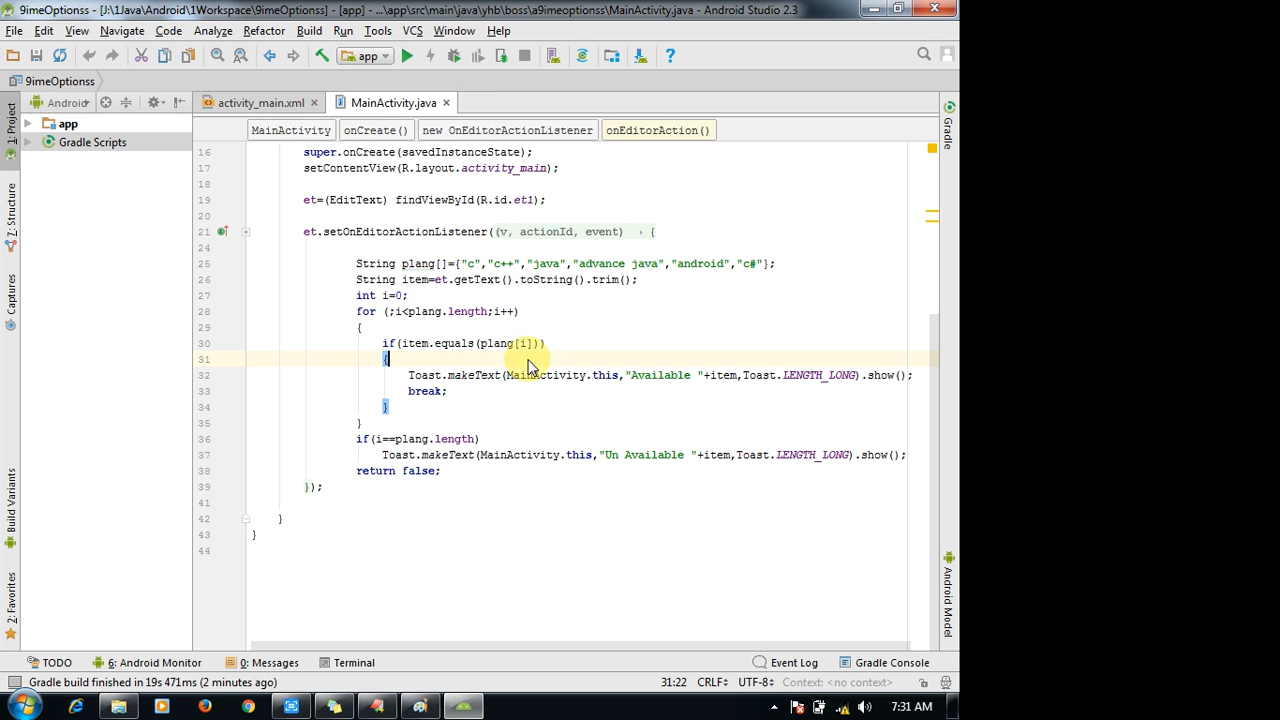 9imeOptionss - [J:\1Java\Android\1Workspace\9imeOptionss] - [app] - ...\app\src\main\java\yhb\boss\a9imeoptionss\MainActivity.java - Android Studio 2.3
File Edit View Navigate Code Analyze Refactor Build Run Tools VCS Window Help
app
9imeOptionss
Android
activity_main.xml
MainActivity.java
app
Gradle Scripts
MainActivity onCreate() new OnEditorActionListener onEditorAction()
16 super.onCreate(savedInstanceState);
17 setContentView(R.layout.activity_main);
18
19 et=(EditText) findViewById(R.id.et1);
20
21 et.setOnEditorActionListener((v, actionId, event) → {
24
25 String plang[]={"c","c++","java","advance java","android","c#"};
26 String item=et.getText().toString().trim();
27 int i=0;
28 for (;i<plang.length;i++)
29 {
30 if(item.equals(plang[i]))
31 {
32 Toast.makeText(MainActivity.this,"Available "+item,Toast.LENGTH_LONG).show();
33 break;
34 }
35 }
36 if(i==plang.length)
37 Toast.makeText(MainActivity.this,"Un Available "+item,Toast.LENGTH_LONG).show();
38 return false;
39 });
41
42 }
43 }
44
1: Project
7: Structure
Captures
Build Variants
2: Favorites
Gradle
Android Model
TODO 6: Android Monitor 0: Messages Terminal Event Log Gradle Console
Gradle build finished in 19s 471ms (2 minutes ago) 31:22 CRLF UTF-8 Context: <no context>
7:31 AM